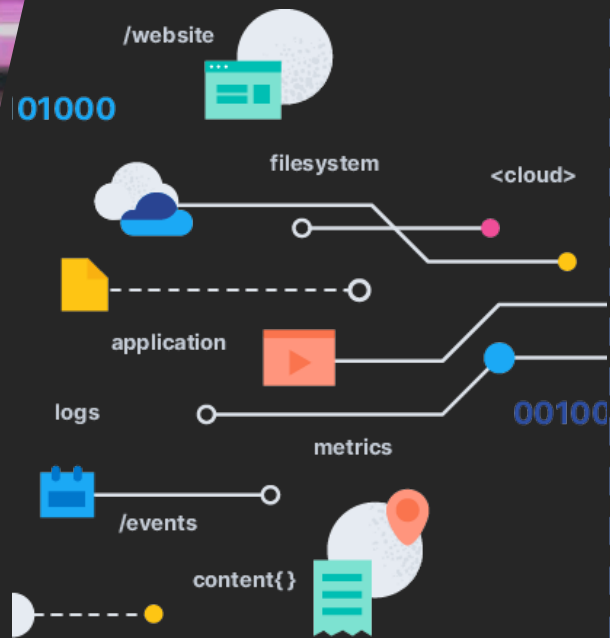 /website
01000
filesystem
<cloud>
application
logs
00100
metrics
/events
content{}